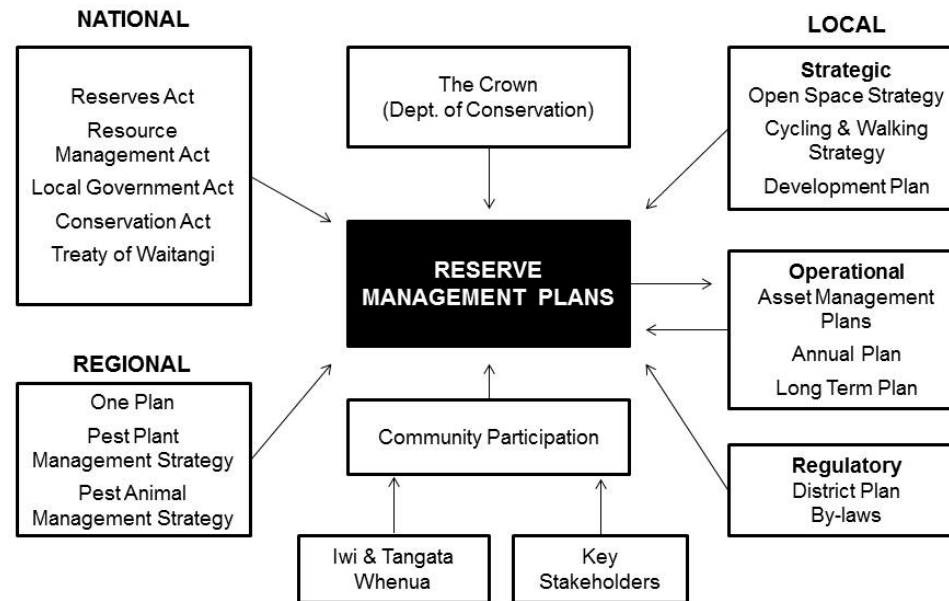 NATIONAL
Reserves Act
Resource
Management Act
Local Government Act
Conservation Act
Treaty of Waitangi
REGIONAL
One Plan
Pest Plant
Management Strategy
Pest Animal
Management Strategy
The Crown
(Dept. of Conservation)
RESERVE
MANAGEMENT PLANS
Community Participation
Iwi & Tangata
Whenua
Key
Stakeholders
LOCAL
Strategic
Open Space Strategy
Cycling & Walking
Strategy
Development Plan
Operational
Asset Management
Plans
Annual Plan
Long Term Plan
Regulatory
District Plan
By-laws